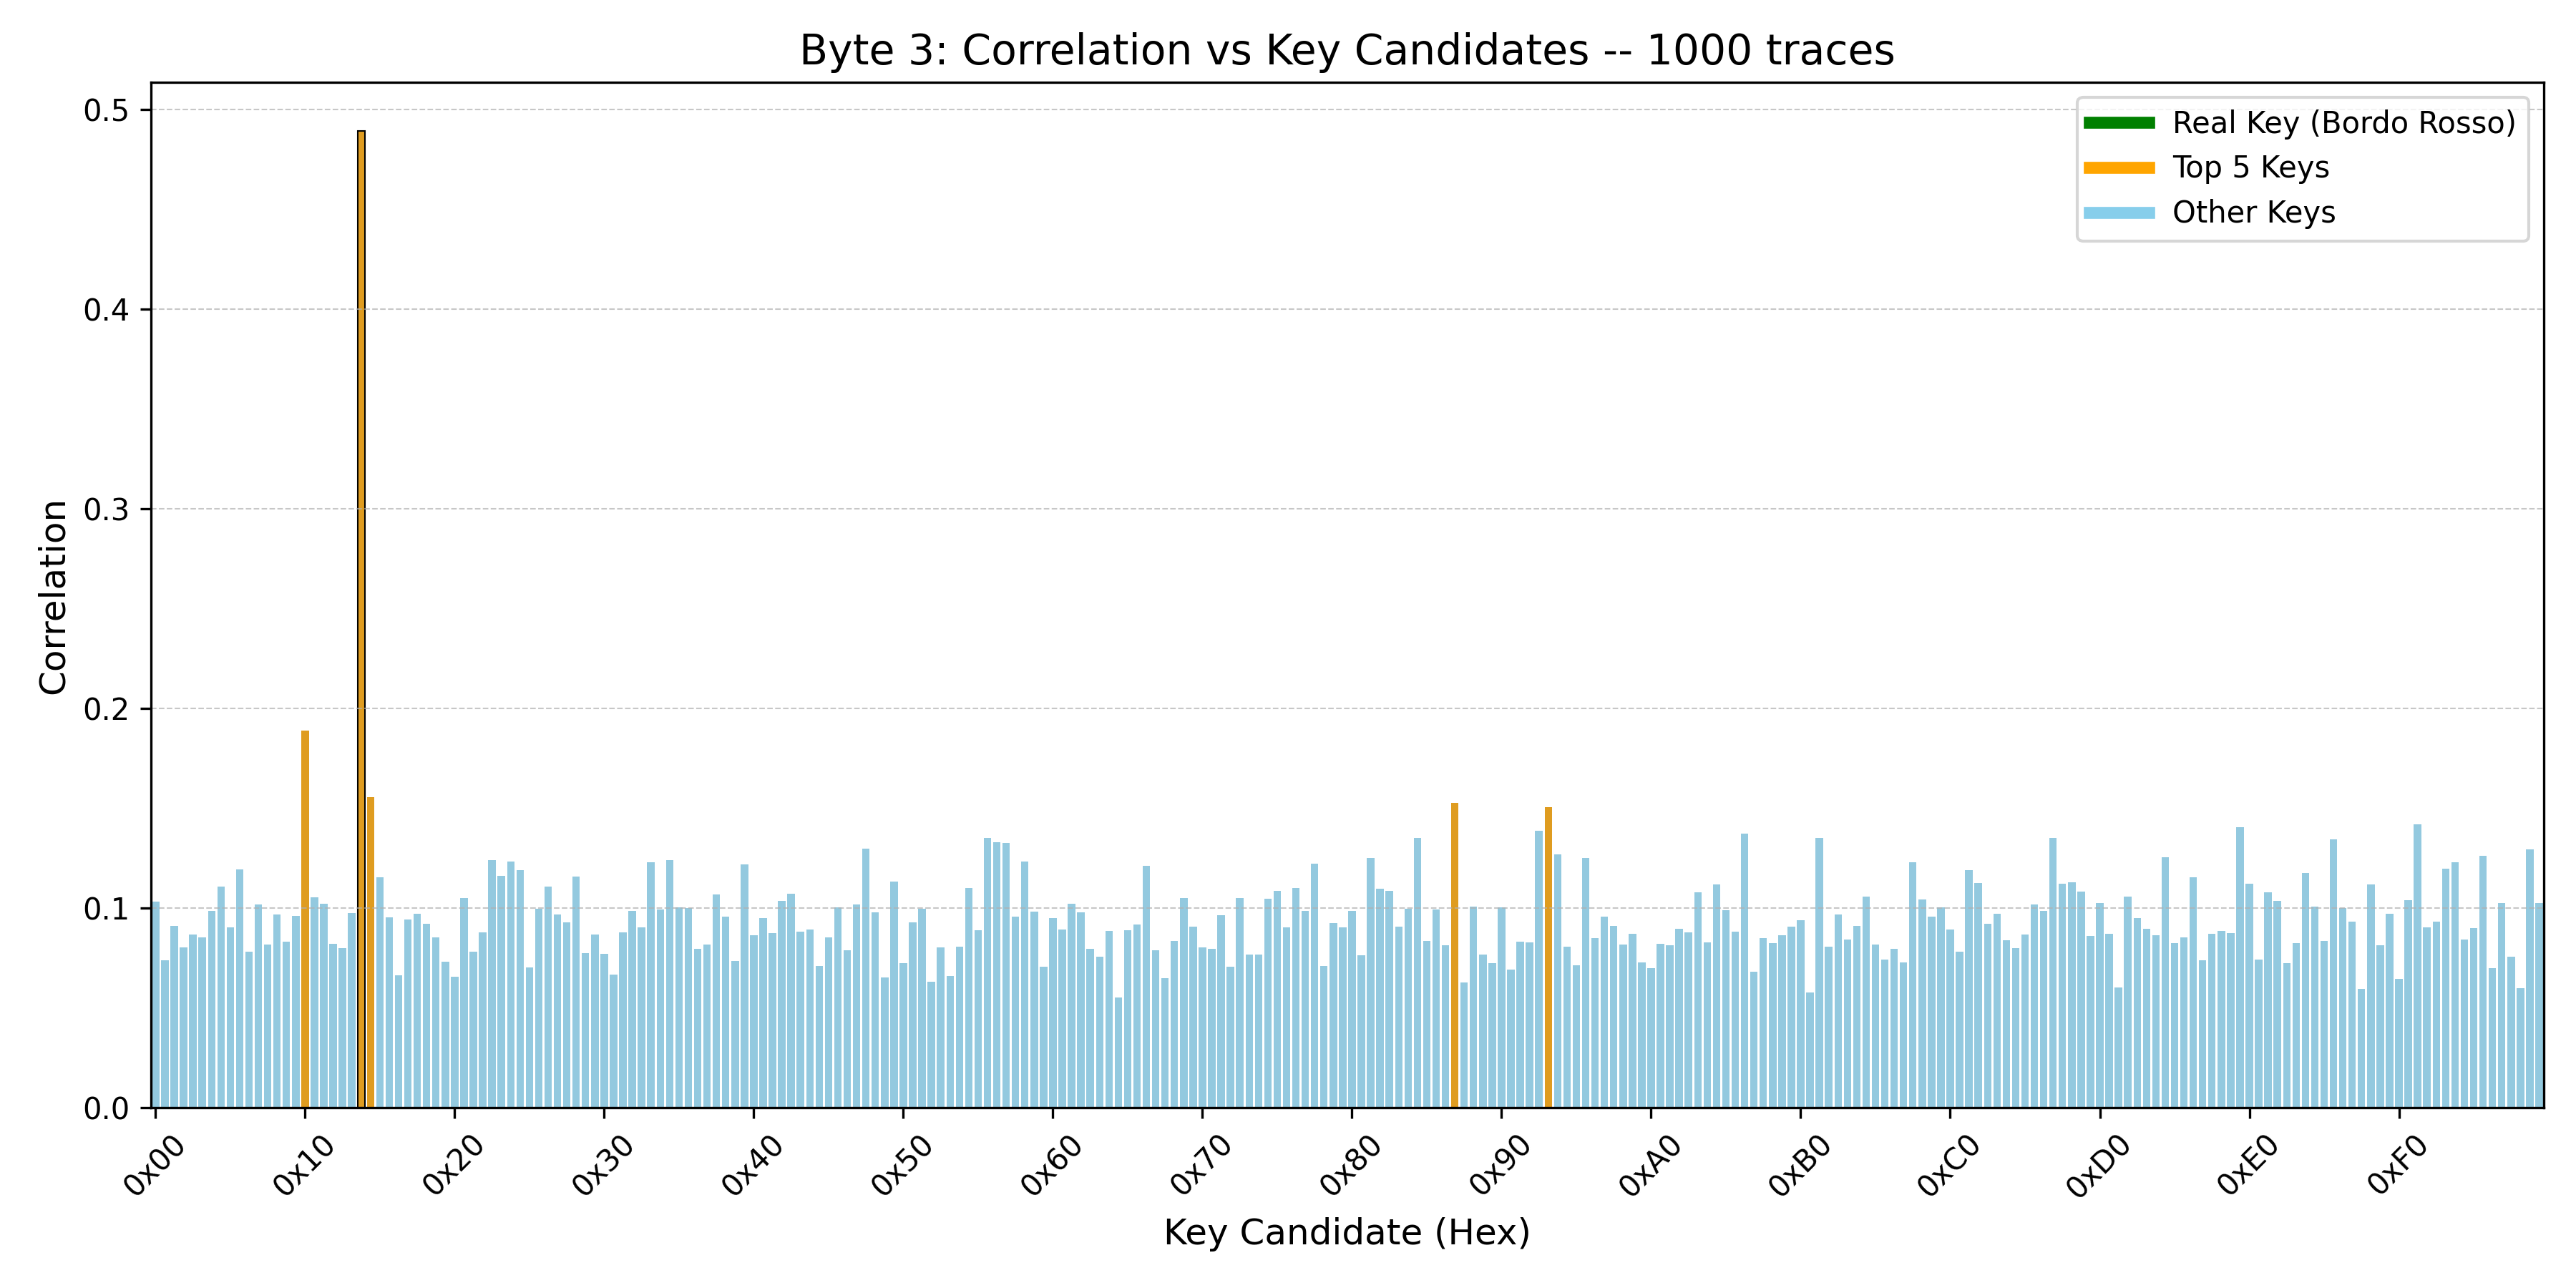 Byte 3: Correlation vs Key Candidates -- 1000 traces
Real Key (Bordo Rosso)
Top 5 Keys
Other Keys
Correlation
0.5
0.4
0.3
0.2
0.1
0.0
0x00 0x10 0x20 0x30 0x40 0x50 0x60 0x70 0x80 0x90 0xA0 0xB0 0xC0 0xD0 0xE0 0xF0
Key Candidate (Hex)